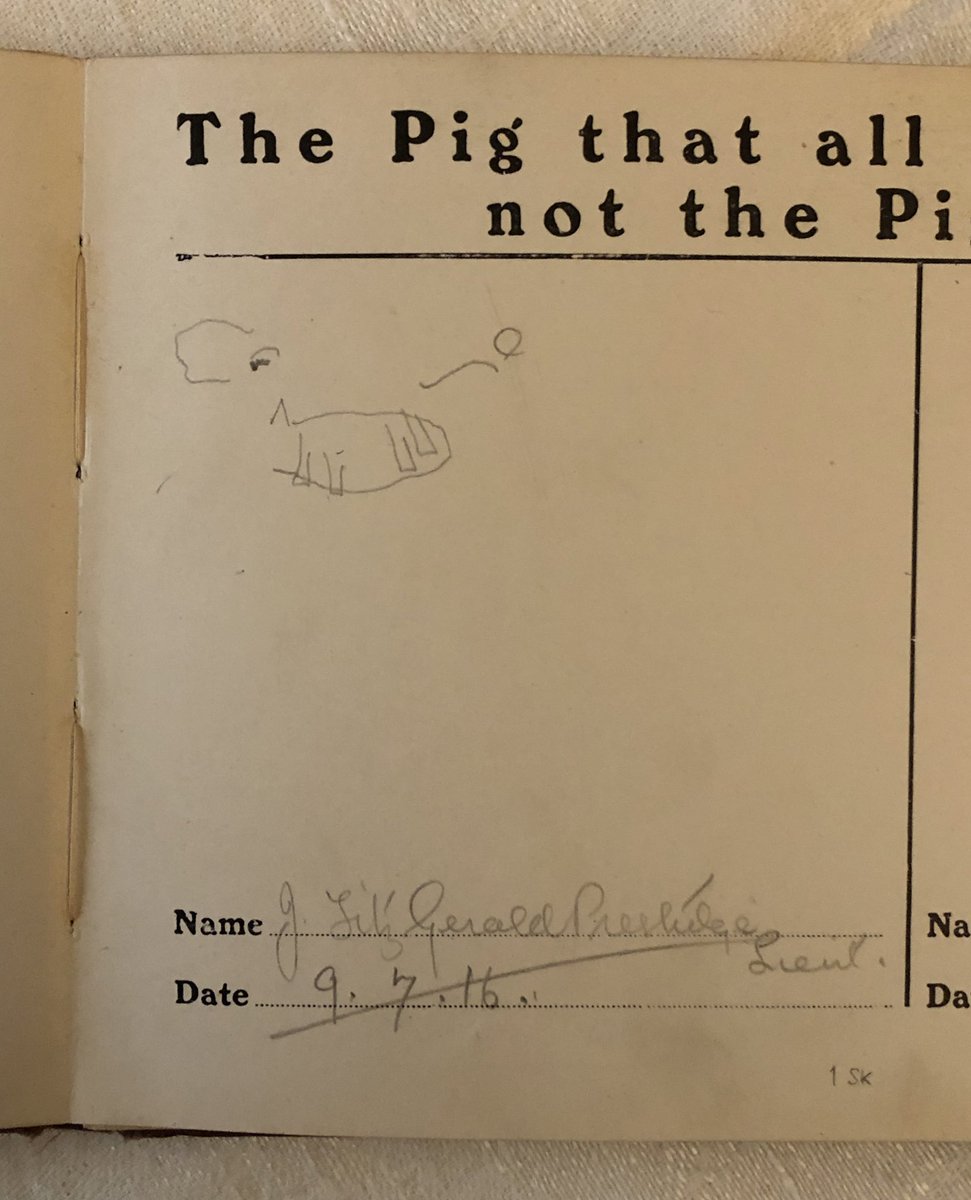 The Pig that all
not the Pi
Name J. FitzGerald Prestidge
Lieut.
Date 9.7.16.
Na
Da
1 SK